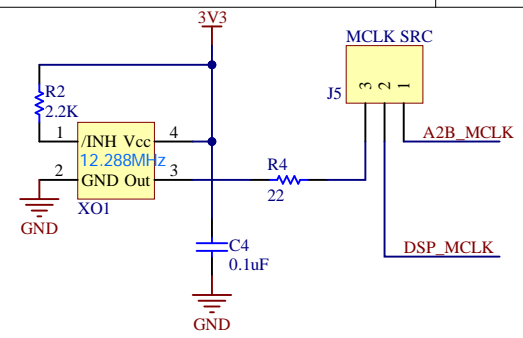 3V3
MCLK SRC
R2
2.2K
J5
3
2
1
1
/INH Vcc
4
A2B_MCLK
12.288MHz
2
GND Out
3
R4
22
XO1
GND
DSP_MCLK
C4
0.1uF
GND